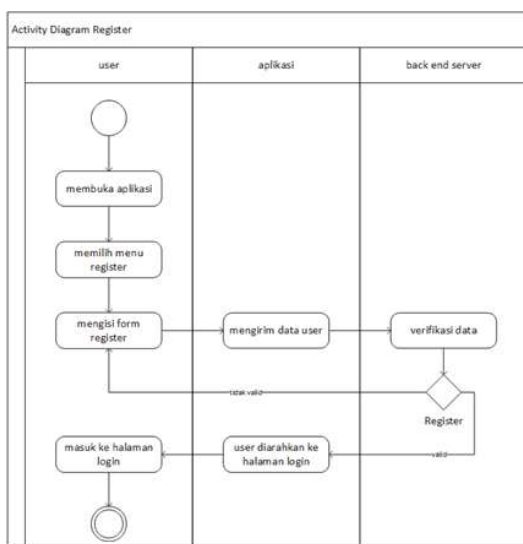 Activity Diagram Register
user
aplikasi
back end server
membuka aplikasi
memilih menu
register
mengisi form
register
mengirim data user
verifikasi data
tidak valid
Register
masuk ke halaman
login
user diarahkan ke
halaman login
valid